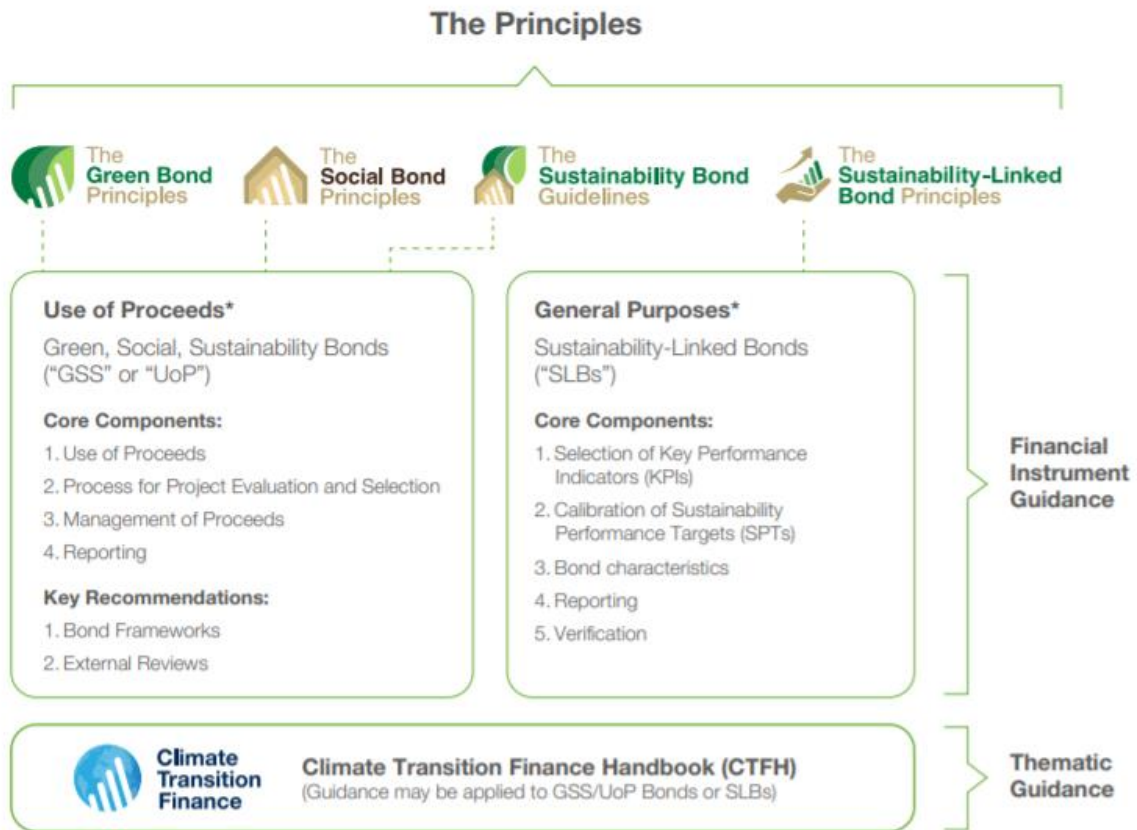 The Principles
The
Green Bond
Principles
The
Social Bond
Principles
The
Sustainability Bond
Guidelines
The
Sustainability-Linked
Bond Principles
Use of Proceeds*
Green, Social, Sustainability Bonds
(“GSS” or “UoP”)
Core Components:
1. Use of Proceeds
2. Process for Project Evaluation and Selection
3. Management of Proceeds
4. Reporting
Key Recommendations:
1. Bond Frameworks
2. External Reviews
General Purposes*
Sustainability-Linked Bonds
(“SLBs”)
Core Components:
1. Selection of Key Performance
Indicators (KPIs)
2. Calibration of Sustainability
Performance Targets (SPTs)
3. Bond characteristics
4. Reporting
5. Verification
Financial
Instrument
Guidance
Climate
Transition
Finance
Climate Transition Finance Handbook (CTFH)
(Guidance may be applied to GSS/UoP Bonds or SLBs)
Thematic
Guidance